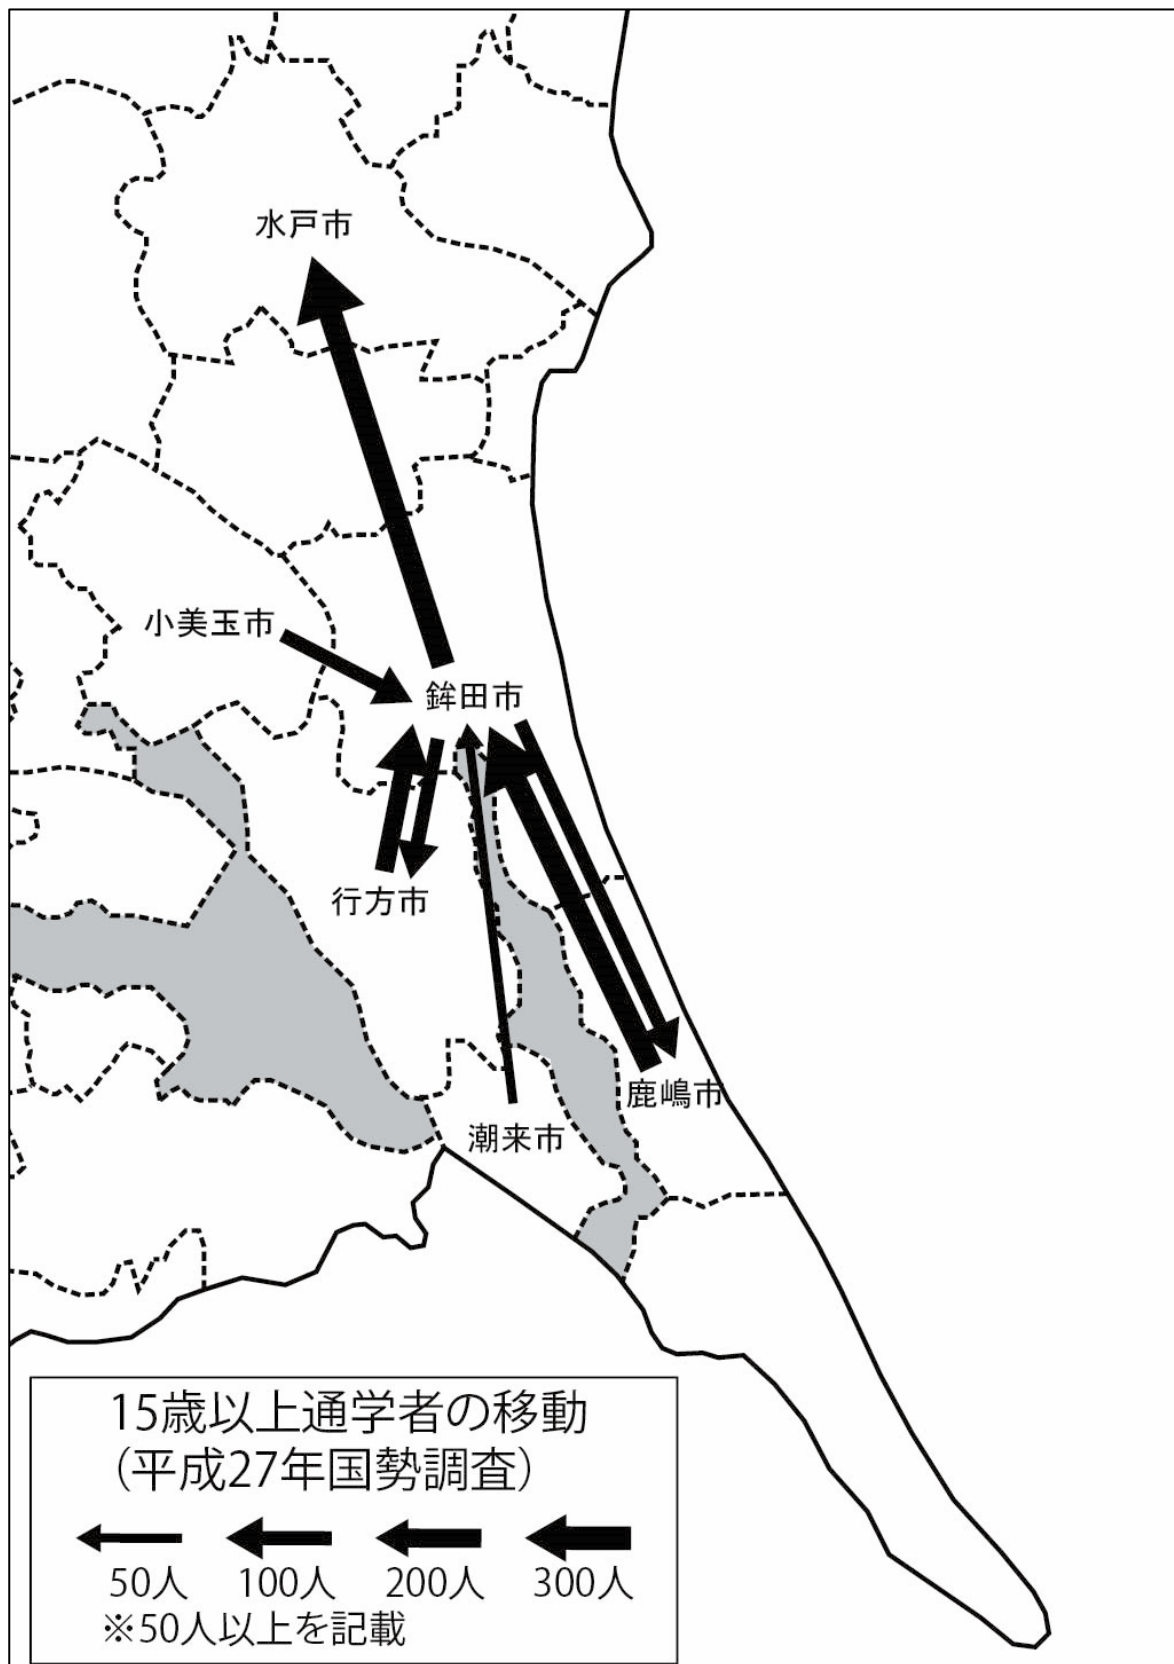 水戸市
小美玉市
鉾田市
行方市
鹿嶋市
潮来市
15歳以上通学者の移動
（平成27年国勢調査）
50人 100人 200人 300人
※50人以上を記載